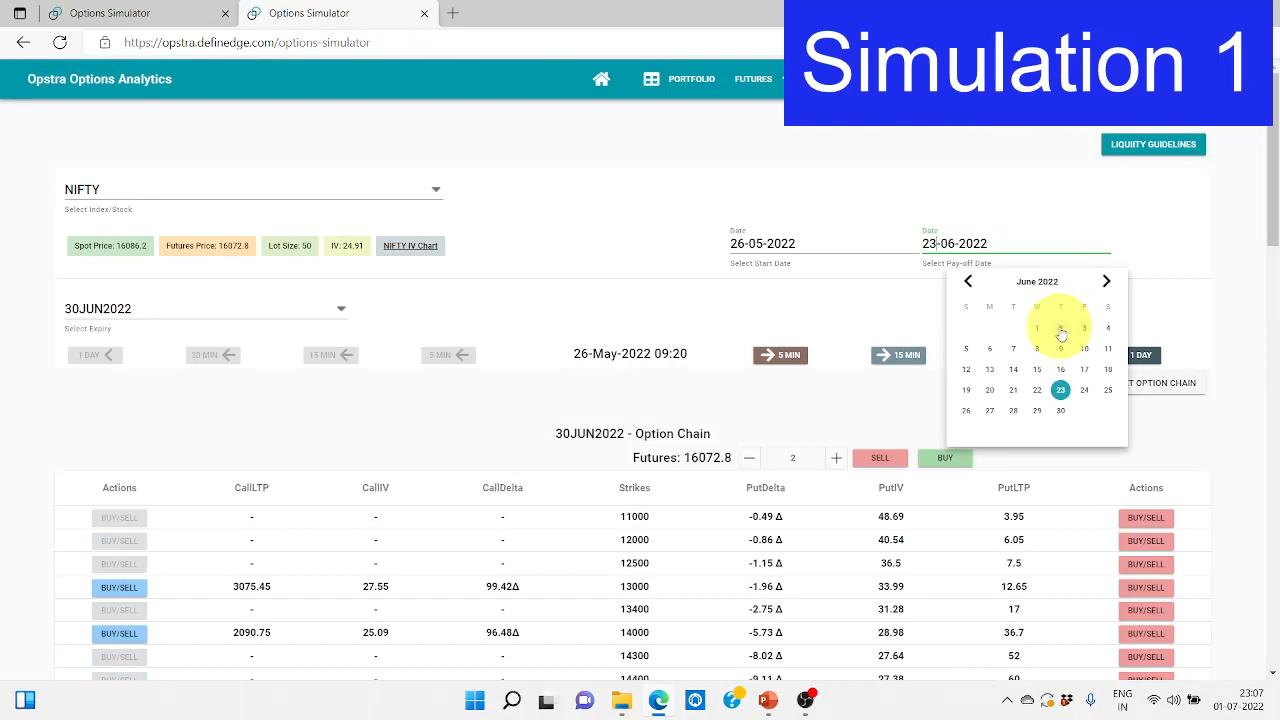 Simulation 1
https://opstra.definedge.com/options-simulator
Opstra Options Analytics
PORTFOLIO
FUTURES
LIQUIITY GUIDELINES
NIFTY
Select Index/Stock
Spot Price: 16086.2
Futures Price: 16072.8
Lot Size: 50
IV: 24.91
NIFTY IV Chart
Date
26-05-2022
Select Start Date
Date
23-06-2022
Select Pay-off Date
June 2022
S M T W T F S
1 2 3 4
5 6 7 8 9 10 11
12 13 14 15 16 17 18
19 20 21 22 23 24 25
26 27 28 29 30
30JUN2022
Select Expiry
1 DAY
30 MIN
15 MIN
5 MIN
26-May-2022 09:20
5 MIN
15 MIN
1 DAY
OPTION CHAIN
30JUN2022 - Option Chain
Futures: 16072.8
2
SELL
BUY
Actions CallLTP CallIV CallDelta Strikes PutDelta PutIV PutLTP Actions
BUY/SELL - - - 11000 -0.49 Δ 48.69 3.95 BUY/SELL
BUY/SELL - - - 12000 -0.86 Δ 40.54 6.05 BUY/SELL
BUY/SELL - - - 12500 -1.15 Δ 36.5 7.5 BUY/SELL
BUY/SELL 3075.45 27.55 99.42Δ 13000 -1.96 Δ 33.99 12.65 BUY/SELL
BUY/SELL - - - 13400 -2.75 Δ 31.28 17 BUY/SELL
BUY/SELL 2090.75 25.09 96.48Δ 14000 -5.73 Δ 28.98 36.7 BUY/SELL
BUY/SELL - - - 14300 -8.02 Δ 27.64 52 BUY/SELL
14400 -9.11 Δ 27.38 60 BUY/SELL
ENG
IN
23:07
01-07-2022